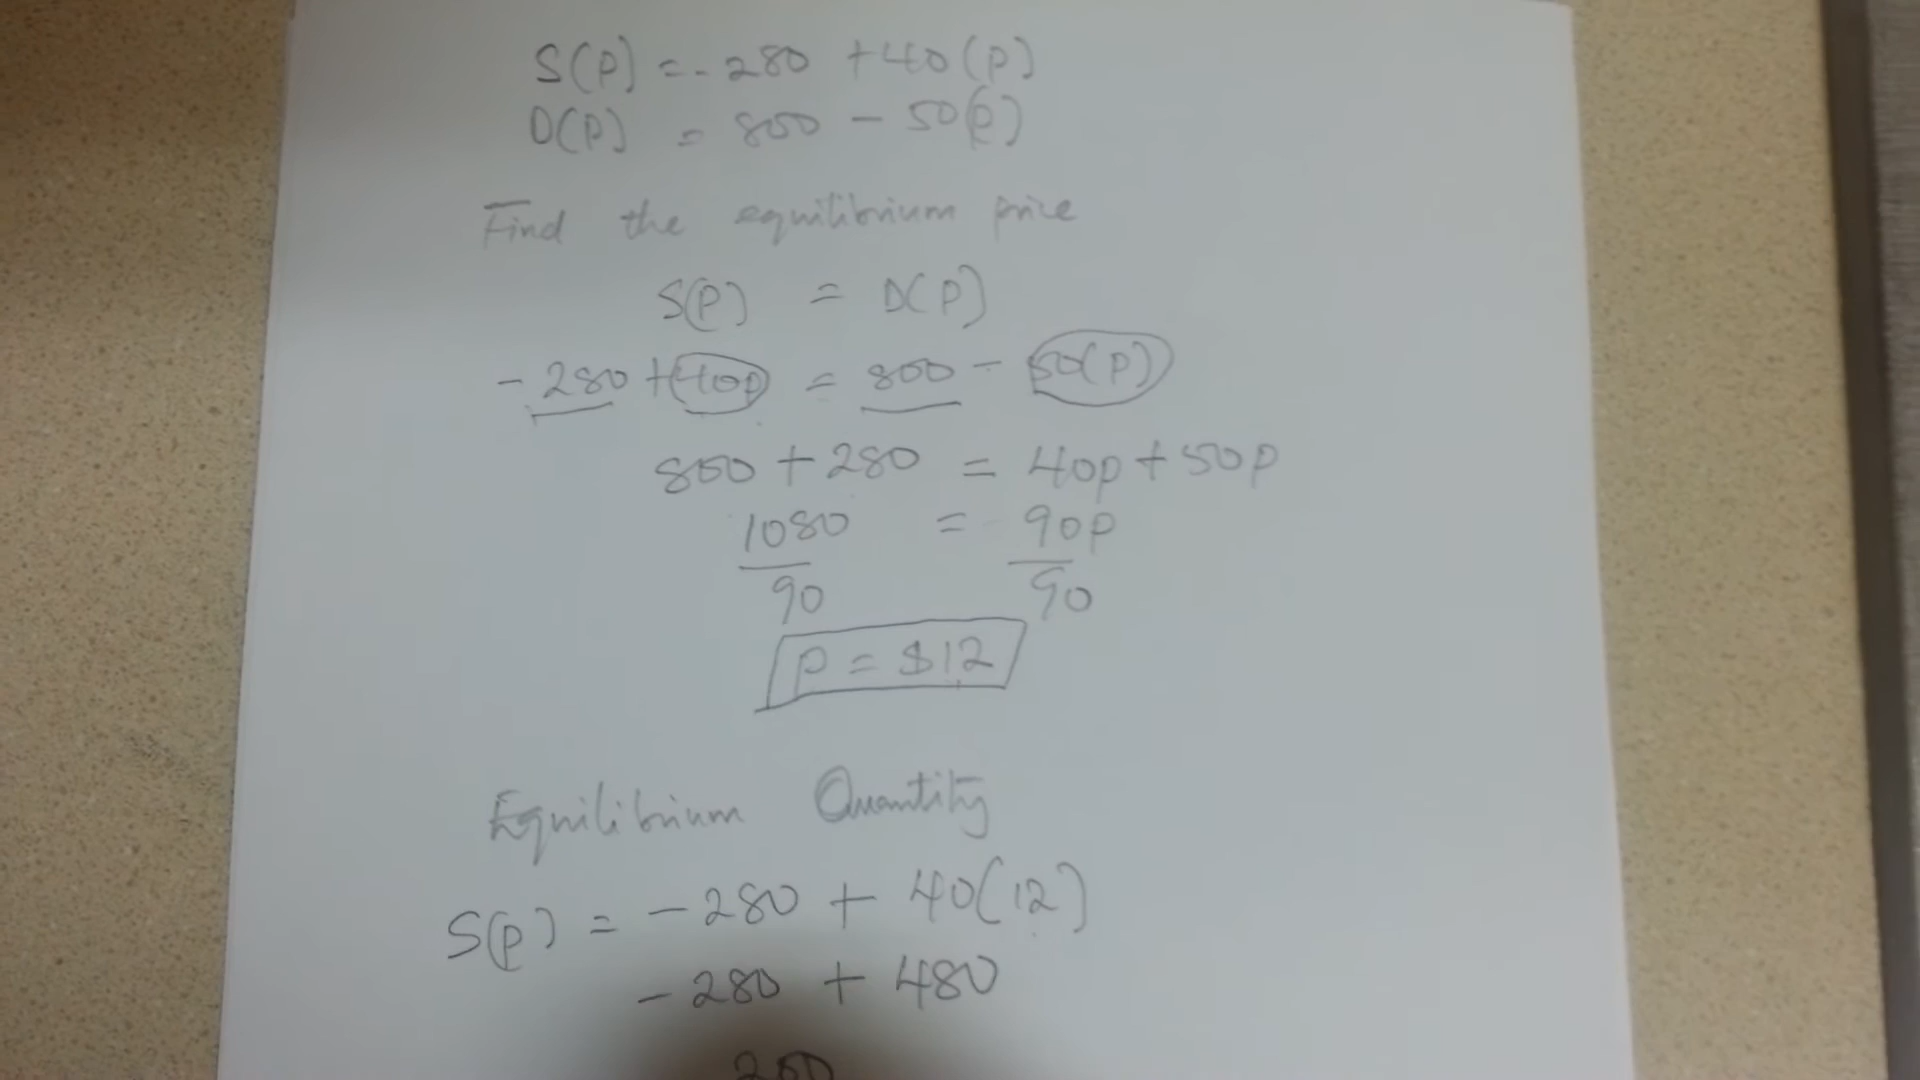 S(P) = -280 + 40(P)
D(P) = 800 - 50(P)
Find the equilibrium price
S(P) = D(P)
-280 + 40p = 800 - 50(P)
800 + 280 = 40p + 50p
1080 = 90p
90 90
P = $12
Equilibrium Quantity
S(p) = -280 + 40(12)
-280 + 480
200